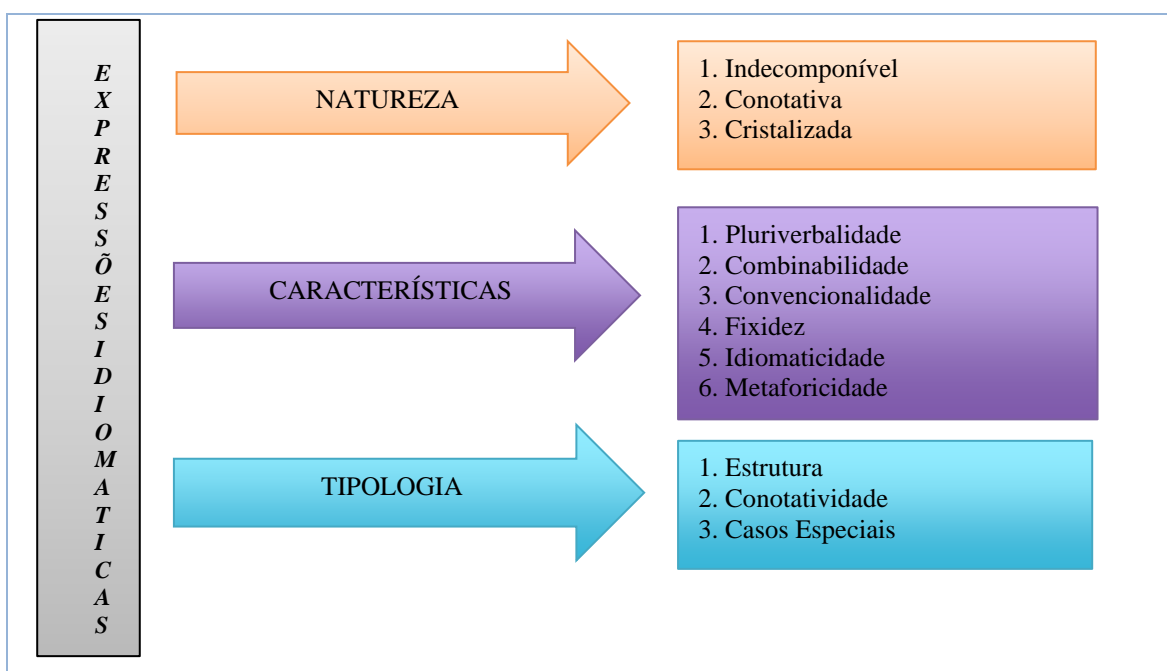 EXPRESSÕESIDIOMATICAS
NATUREZA
1. Indecomponível
2. Conotativa
3. Cristalizada
CARACTERÍSTICAS
1. Pluriverbalidade
2. Combinabilidade
3. Convencionalidade
4. Fixidez
5. Idiomaticidade
6. Metaforicidade
TIPOLOGIA
1. Estrutura
2. Conotatividade
3. Casos Especiais